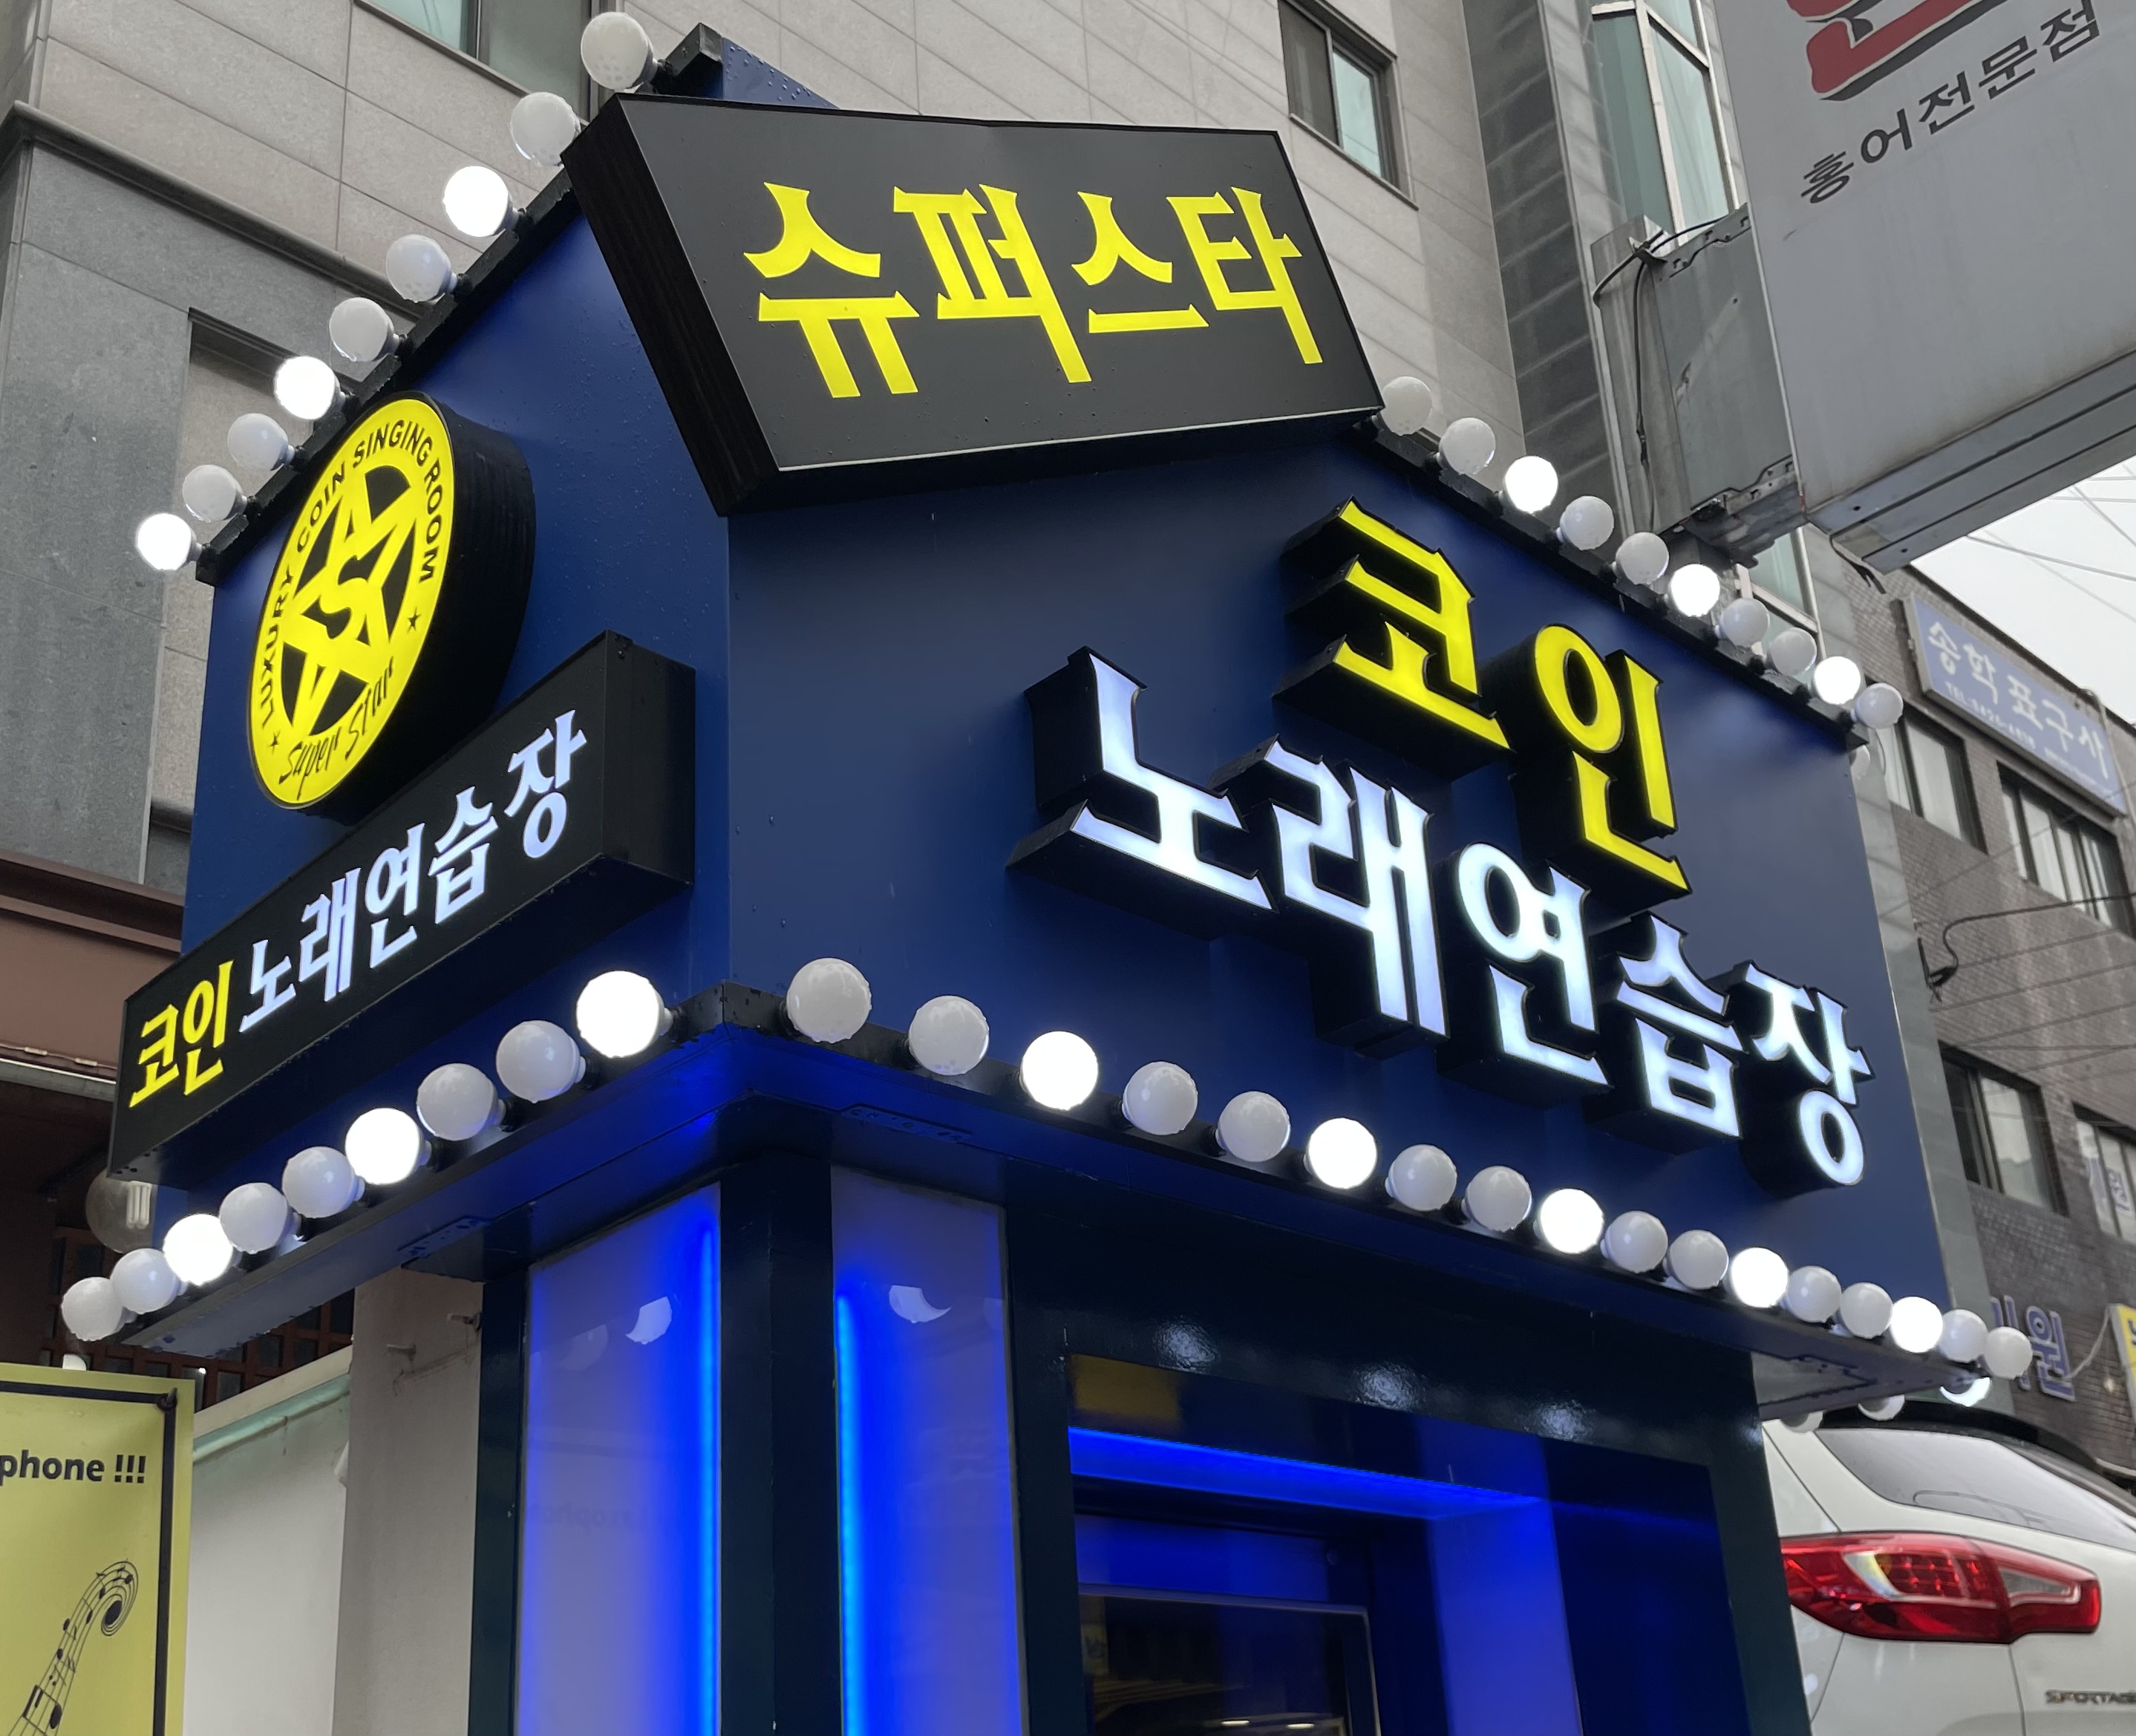 슈퍼스타
LUXURY COIN SINGING ROOM
S
Super Star
코인 노래연습장
코인
노래연습장
홍어전문점
송학표구사
phone !!!
SPORTAGE